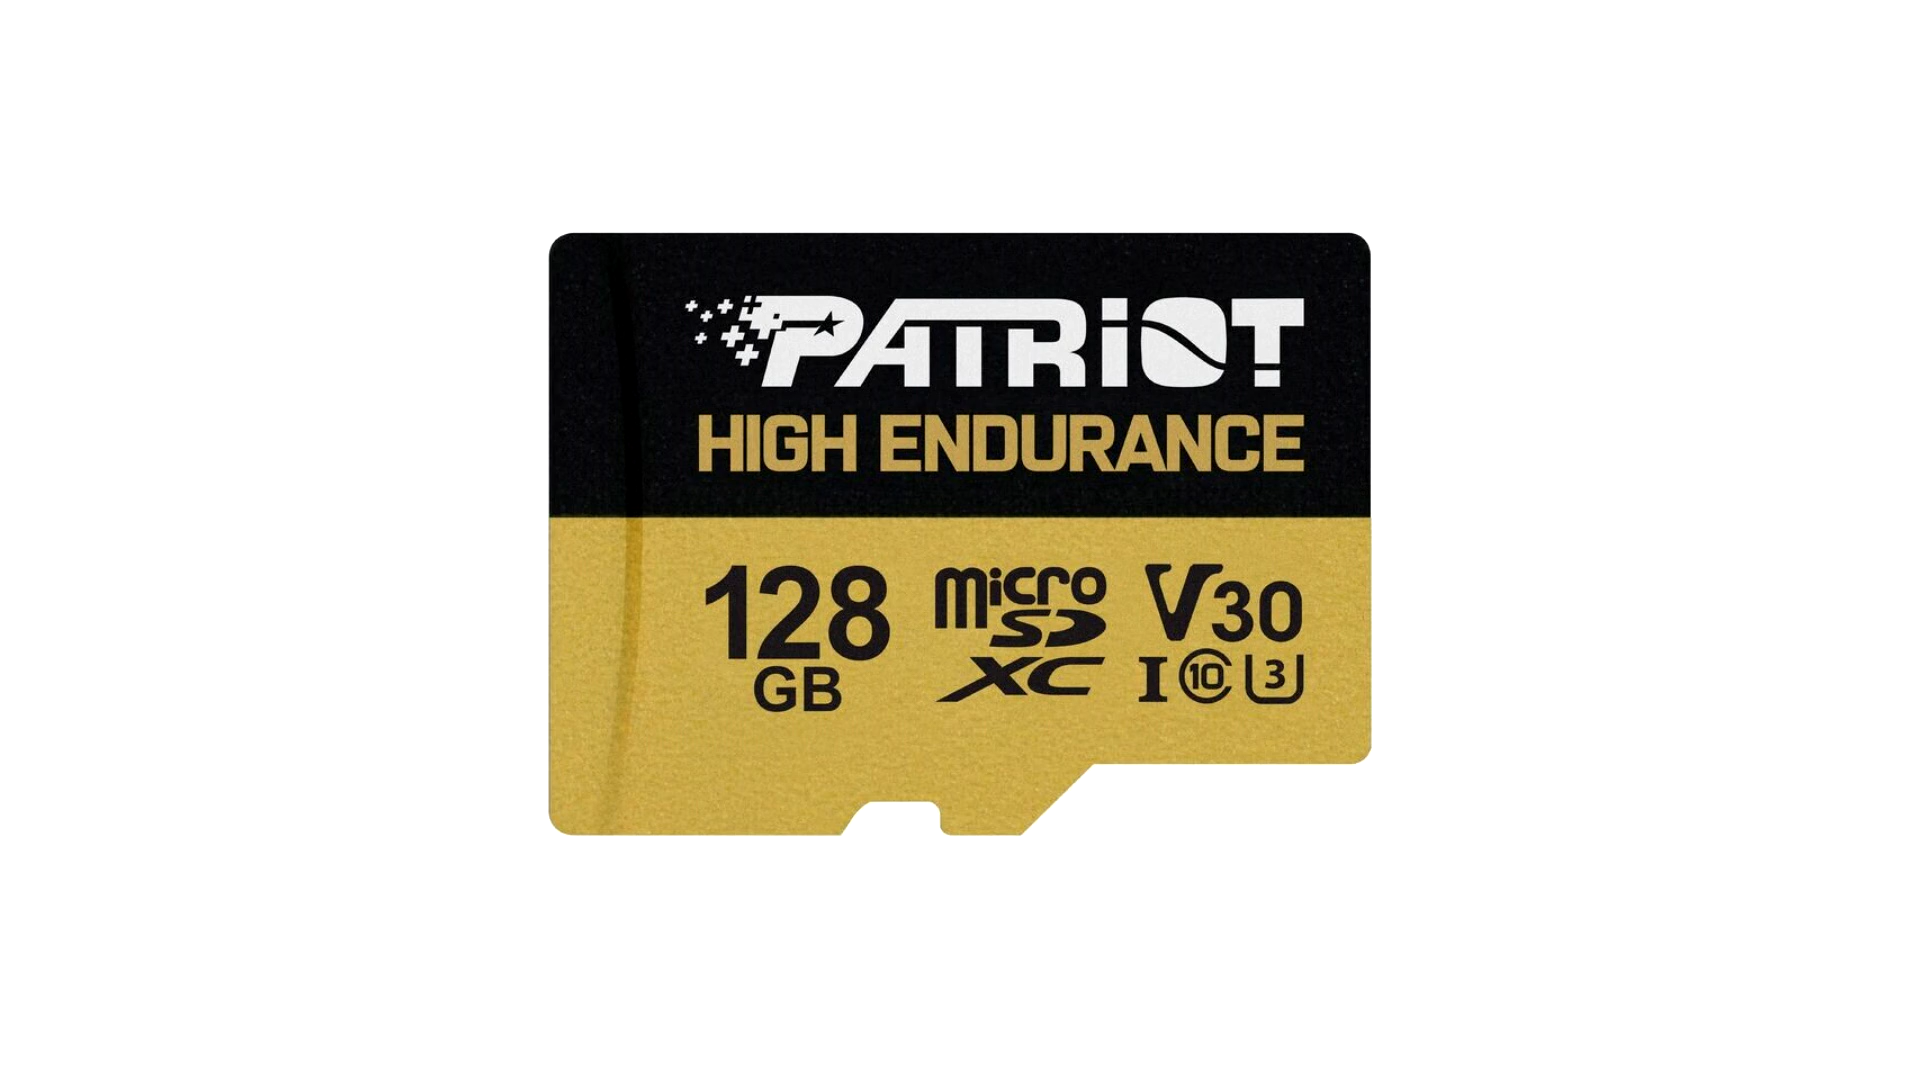 PATRiOT
HIGH ENDURANCE
128
GB
micro
SD
XC
V30
I 10 U 3